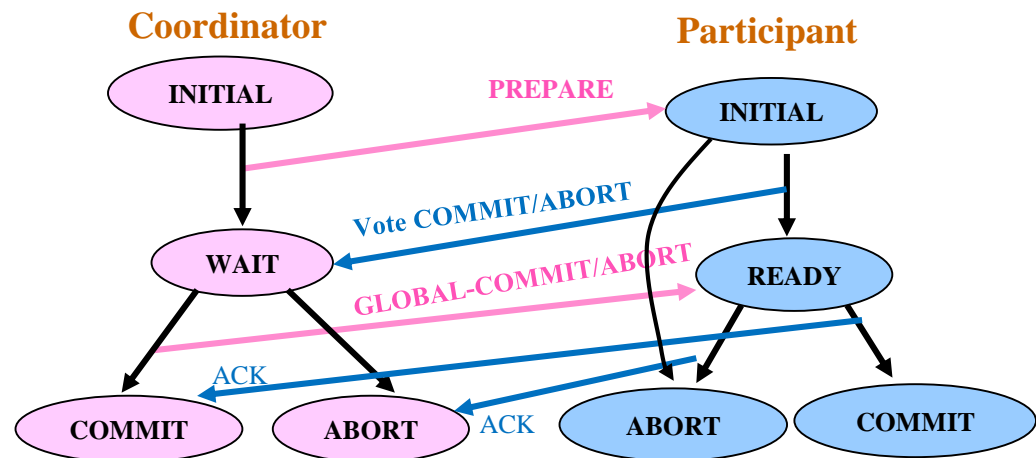 Coordinator
Participant
INITIAL
PREPARE
INITIAL
Vote COMMIT/ABORT
WAIT
GLOBAL-COMMIT/ABORT
READY
ACK
COMMIT
ABORT
ACK
ABORT
COMMIT